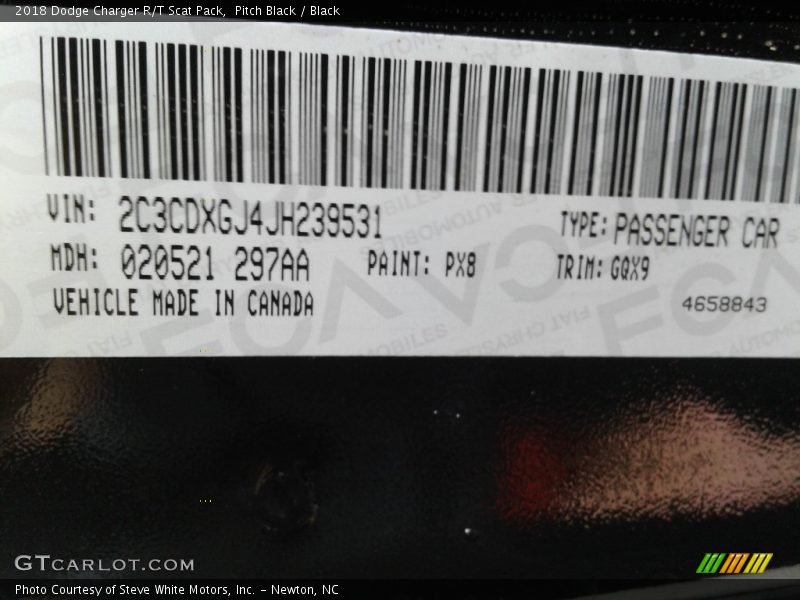 2018 Dodge Charger R/T Scat Pack, Pitch Black / Black
VIN: 2C3CDXGJ4JH239531
TYPE: PASSENGER CAR
MDH: 020521 297AA
PAINT: PX8
TRIM: GQX9
VEHICLE MADE IN CANADA
4658843
GTCARLOT.COM
Photo Courtesy of Steve White Motors, Inc. – Newton, NC